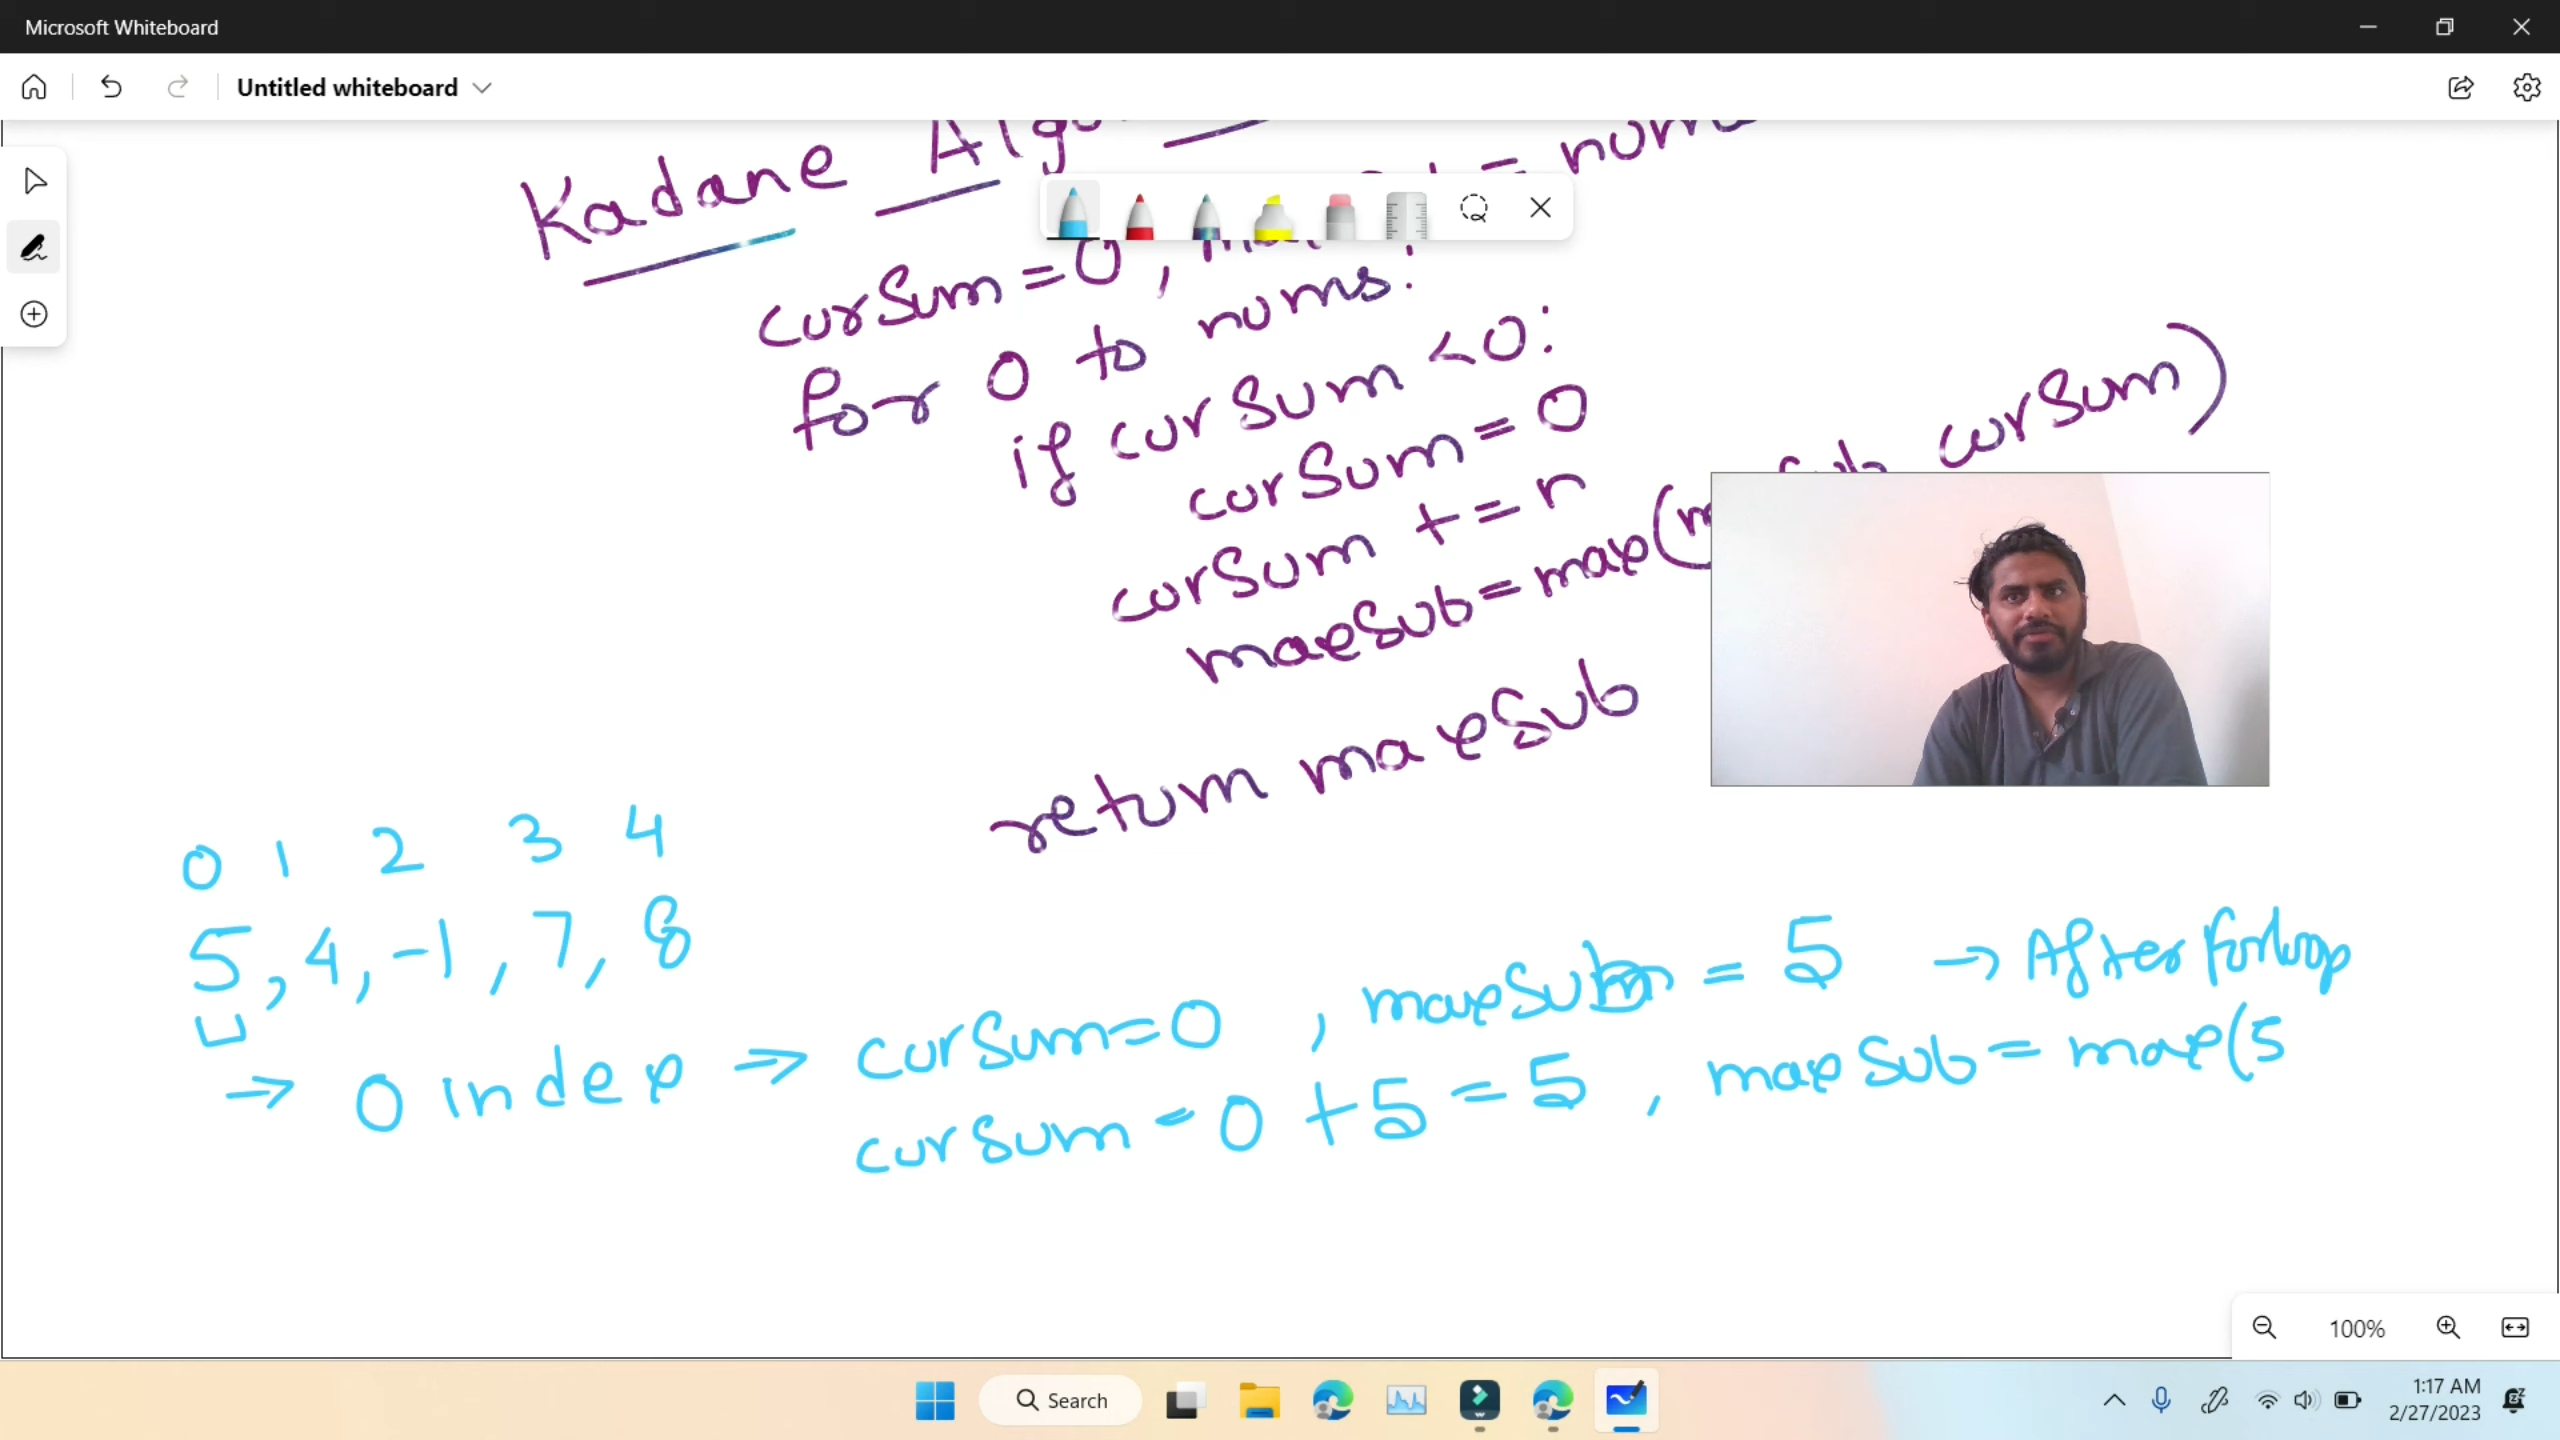 Microsoft Whiteboard
Untitled whiteboard
Kadane
curSum = 0 ,
for 0 to nums:
if curSum < 0:
curSum = 0
curSum += n
maxSub = max( curSum)
return maxSub
0 1 2 3 4
5, 4, -1, 7, 8
→ 0 index → curSum = 0 , maxSub = 5 → After forloop
curSum = 0 + 5 = 5 , maxSub = max(5
100%
Search
1:17 AM
2/27/2023